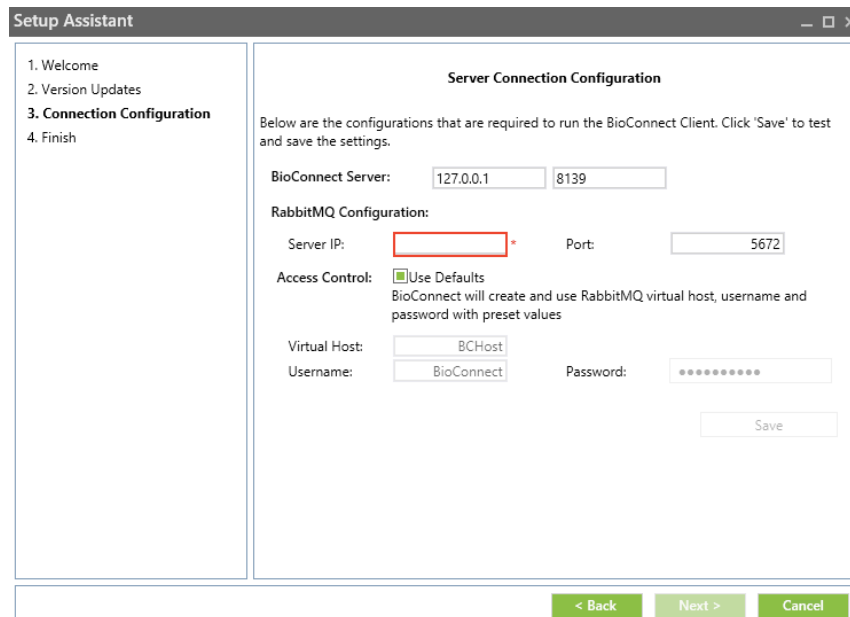 Setup Assistant
1. Welcome
2. Version Updates
3. Connection Configuration
4. Finish
Server Connection Configuration
Below are the configurations that are required to run the BioConnect Client. Click 'Save' to test
and save the settings.
BioConnect Server: 127.0.0.1 8139
RabbitMQ Configuration:
Server IP: * Port: 5672
Access Control: Use Defaults
BioConnect will create and use RabbitMQ virtual host, username and
password with preset values
Virtual Host: BCHost
Username: BioConnect Password: ●●●●●●●●●●
Save
< Back Next > Cancel